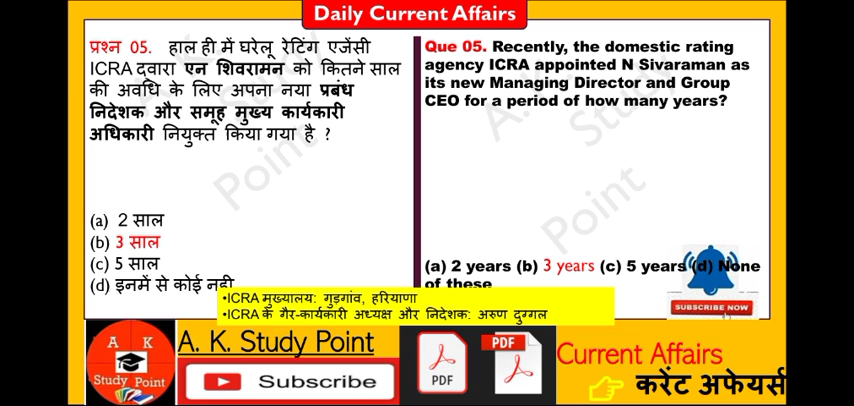 Daily Current Affairs
प्रश्न 05. हाल ही में घरेलू रेटिंग एजेंसी
ICRA द्वारा एन शिवरामन को कितने साल
की अवधि के लिए अपना नया प्रबंध
निदेशक और समूह मुख्य कार्यकारी
अधिकारी नियुक्त किया गया है ?
(a) 2 साल
(b) 3 साल
(c) 5 साल
(d) इनमें से कोई नहीं
Que 05. Recently, the domestic rating
agency ICRA appointed N Sivaraman as
its new Managing Director and Group
CEO for a period of how many years?
(a) 2 years (b) 3 years (c) 5 years (d) None
of these
•ICRA मुख्यालय: गुड़गांव, हरियाणा
•ICRA के गैर-कार्यकारी अध्यक्ष और निदेशक: अरुण दुग्गल
SUBSCRIBE NOW
A K
Study Point
A. K. Study Point
Subscribe
PDF
PDF
Current Affairs
करेंट अफेयर्स
A. K.
Study
Point
A. K.
Study
Point